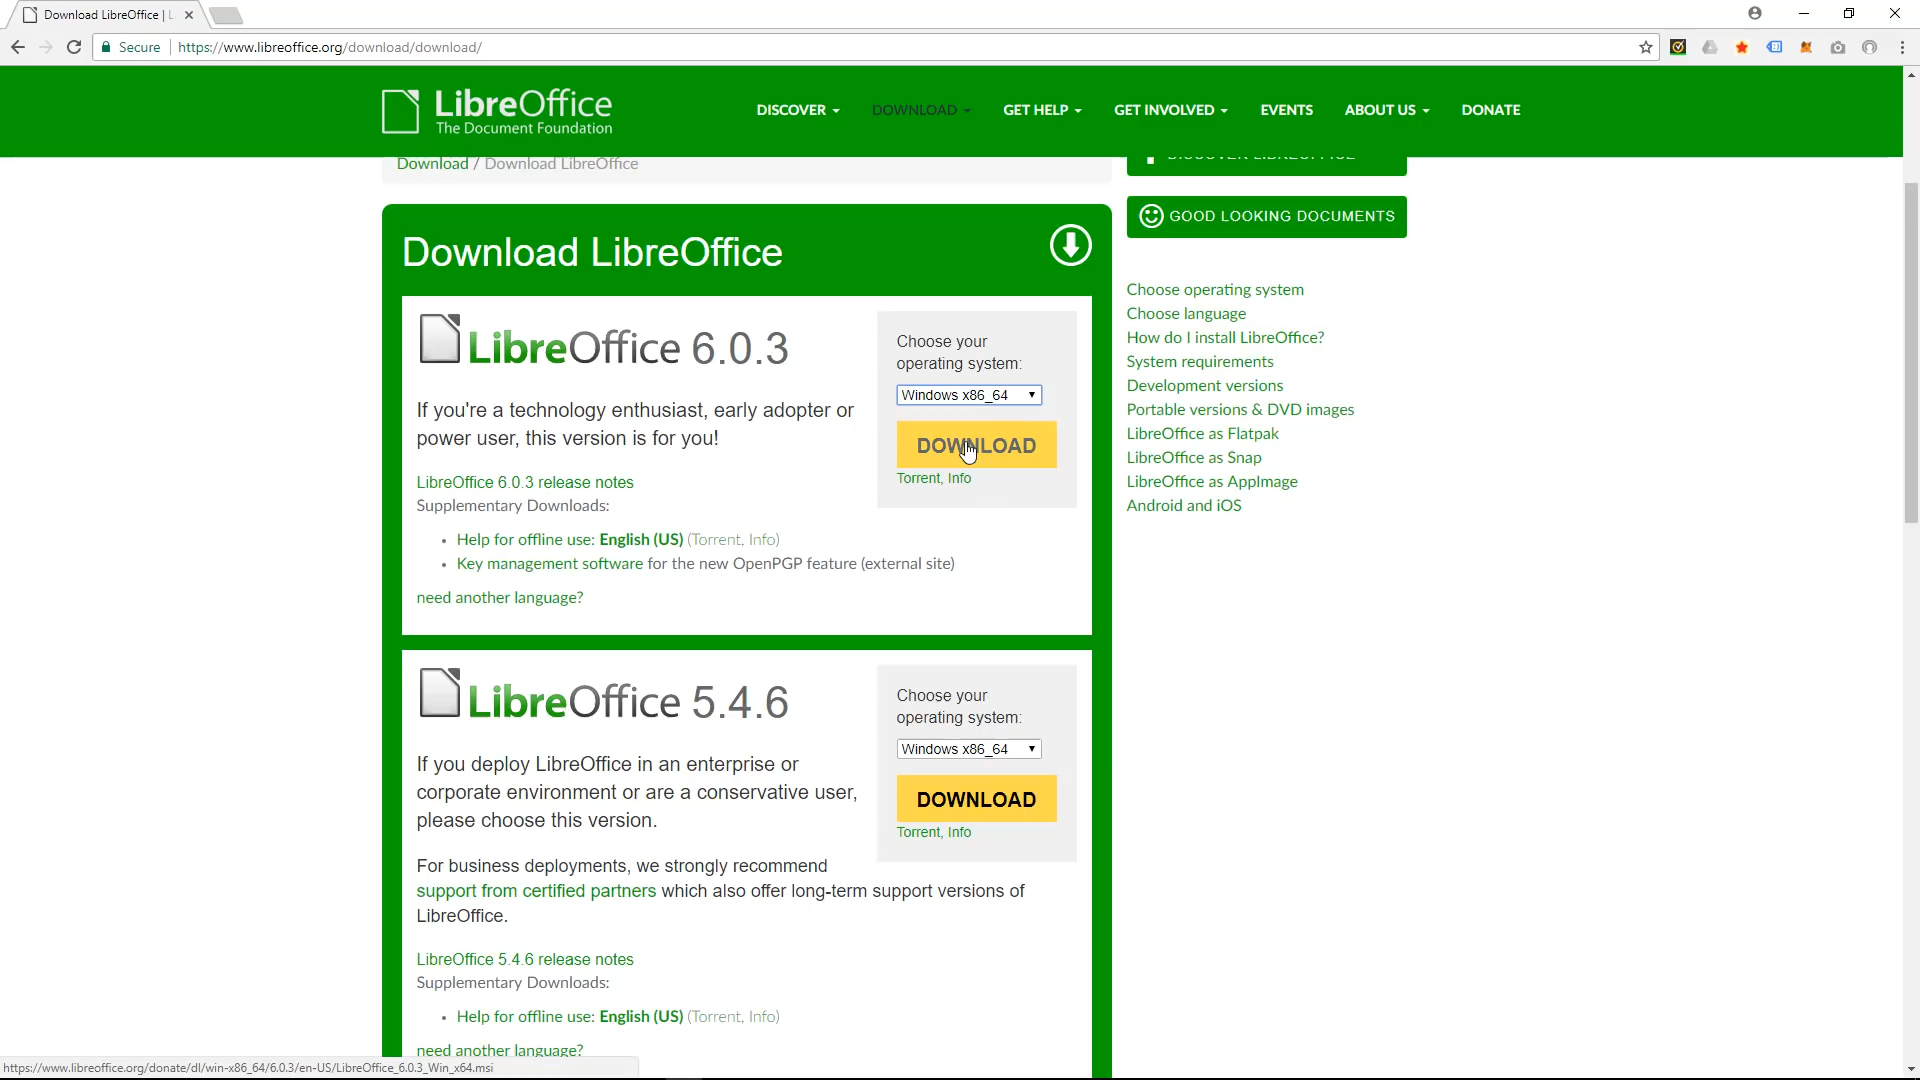 Download LibreOffice | L
Secure https://www.libreoffice.org/download/download/
LibreOffice
The Document Foundation
DISCOVER DOWNLOAD GET HELP GET INVOLVED EVENTS ABOUT US DONATE
Download / Download LibreOffice
DISCOVER LIBREOFFICE
GOOD LOOKING DOCUMENTS
Download LibreOffice
LibreOffice 6.0.3
If you're a technology enthusiast, early adopter or
power user, this version is for you!
LibreOffice 6.0.3 release notes
Supplementary Downloads:
Help for offline use: English (US) (Torrent, Info)
Key management software for the new OpenPGP feature (external site)
need another language?
Choose your
operating system:
Windows x86_64
DOWNLOAD
Torrent, Info
LibreOffice 5.4.6
If you deploy LibreOffice in an enterprise or
corporate environment or are a conservative user,
please choose this version.
For business deployments, we strongly recommend
support from certified partners which also offer long-term support versions of
LibreOffice.
LibreOffice 5.4.6 release notes
Supplementary Downloads:
Help for offline use: English (US) (Torrent, Info)
need another language?
Choose your
operating system:
Windows x86_64
DOWNLOAD
Torrent, Info
Choose operating system
Choose language
How do I install LibreOffice?
System requirements
Development versions
Portable versions & DVD images
LibreOffice as Flatpak
LibreOffice as Snap
LibreOffice as AppImage
Android and iOS
https://www.libreoffice.org/donate/dl/win-x86_64/6.0.3/en-US/LibreOffice_6.0.3_Win_x64.msi